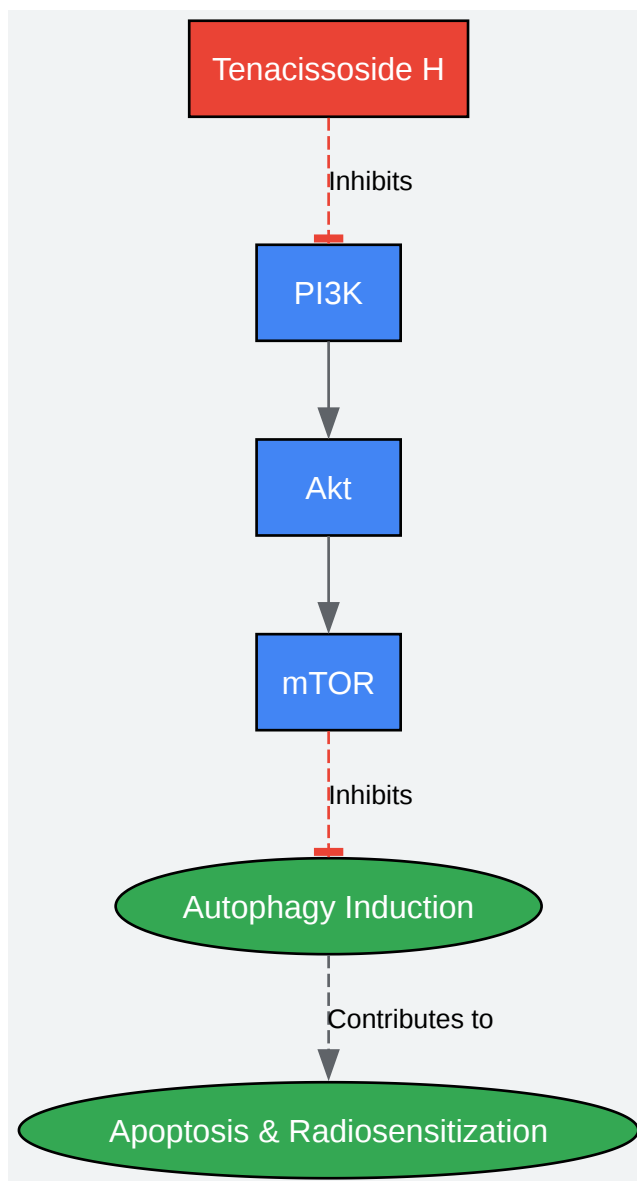 Tenacissoside H
Inhibits
PI3K
Akt
mTOR
Inhibits
Autophagy Induction
Contributes to
Apoptosis & Radiosensitization